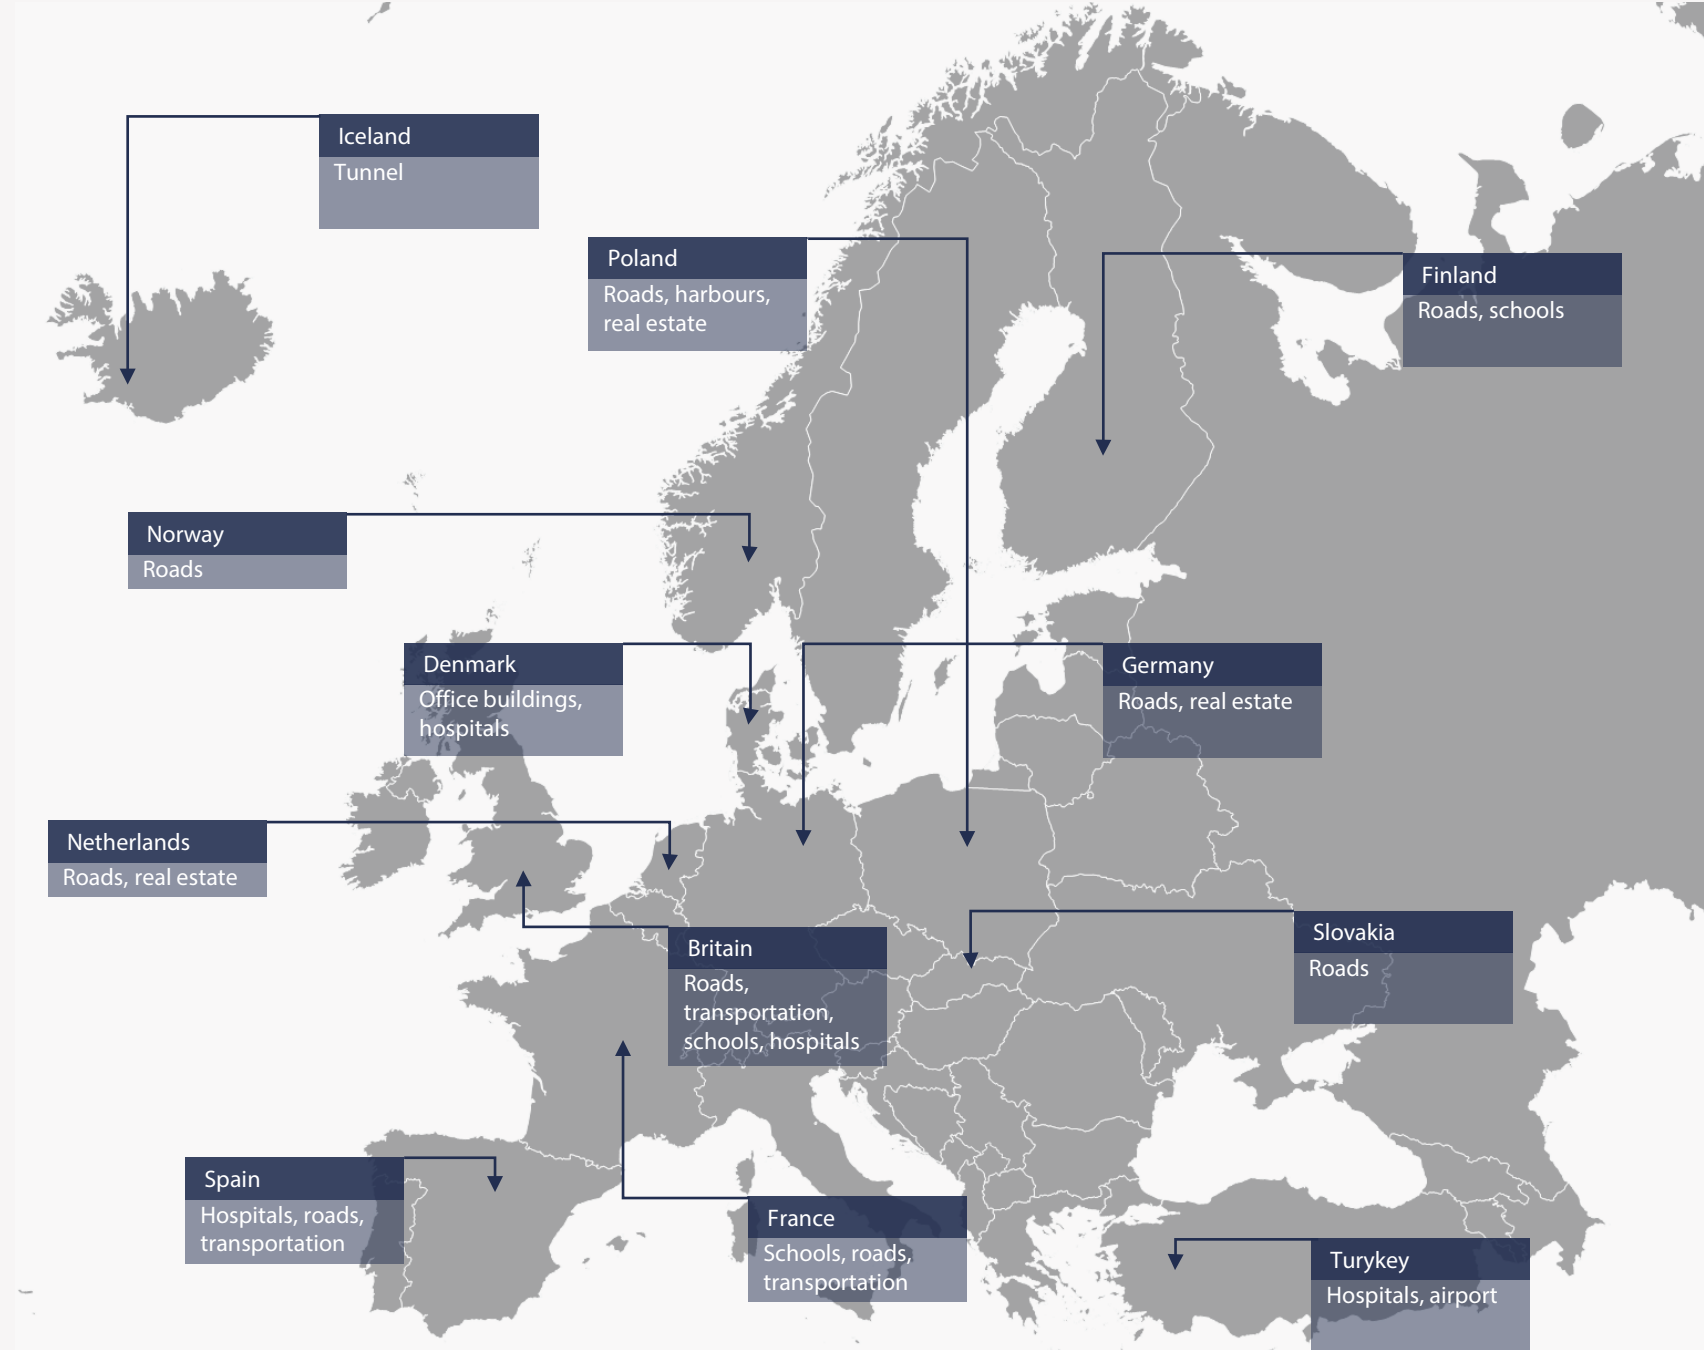 Iceland
Tunnel
Poland
Roads, harbours,
real estate
Finland
Roads, schools
Norway
Roads
Denmark
Office buildings,
hospitals
Germany
Roads, real estate
Netherlands
Roads, real estate
Britain
Roads,
transportation,
schools, hospitals
Slovakia
Roads
Spain
Hospitals, roads,
transportation
France
Schools, roads,
transportation
Turykey
Hospitals, airport